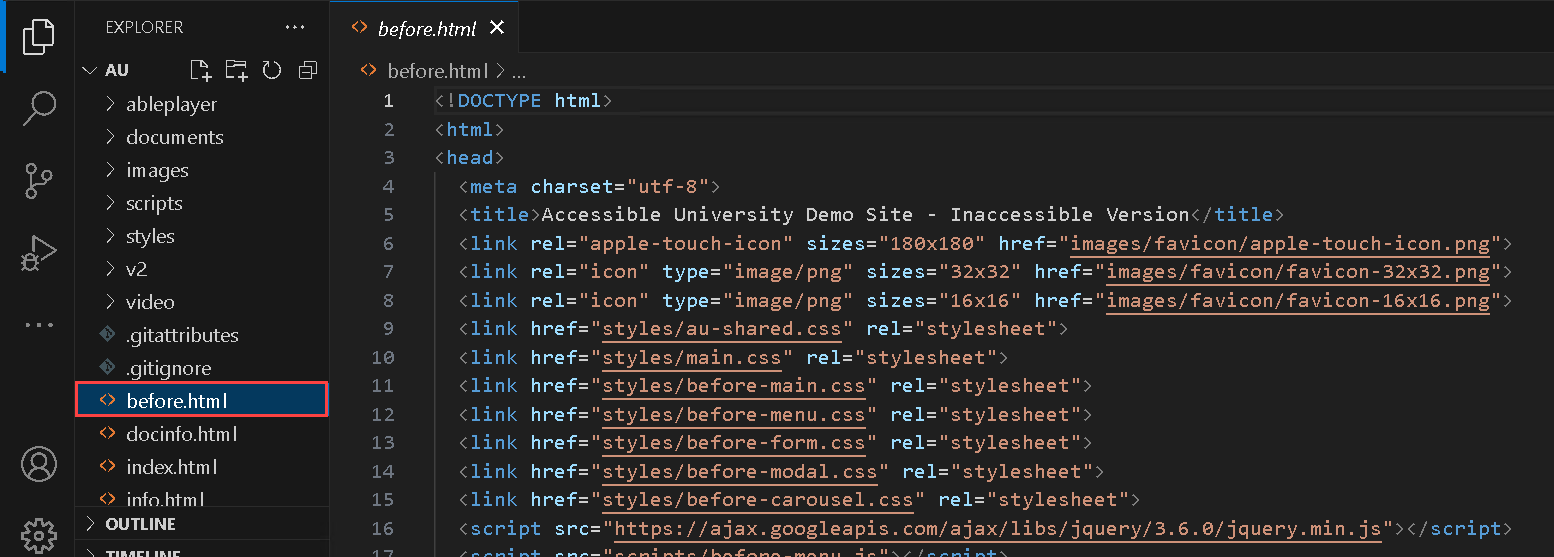 EXPLORER
AU
ableplayer
documents
images
scripts
styles
v2
video
.gitattributes
.gitignore
before.html
docinfo.html
index.html
info.html
OUTLINE
TIMELINE
before.html
before.html > ...
1 <!DOCTYPE html>
2 <html>
3 <head>
4 <meta charset="utf-8">
5 <title>Accessible University Demo Site - Inaccessible Version</title>
6 <link rel="apple-touch-icon" sizes="180x180" href="images/favicon/apple-touch-icon.png">
7 <link rel="icon" type="image/png" sizes="32x32" href="images/favicon/favicon-32x32.png">
8 <link rel="icon" type="image/png" sizes="16x16" href="images/favicon/favicon-16x16.png">
9 <link href="styles/au-shared.css" rel="stylesheet">
10 <link href="styles/main.css" rel="stylesheet">
11 <link href="styles/before-main.css" rel="stylesheet">
12 <link href="styles/before-menu.css" rel="stylesheet">
13 <link href="styles/before-form.css" rel="stylesheet">
14 <link href="styles/before-modal.css" rel="stylesheet">
15 <link href="styles/before-carousel.css" rel="stylesheet">
16 <script src="https://ajax.googleapis.com/ajax/libs/jquery/3.6.0/jquery.min.js"></script>
17 <script src="scripts/before-menu.js"></script>